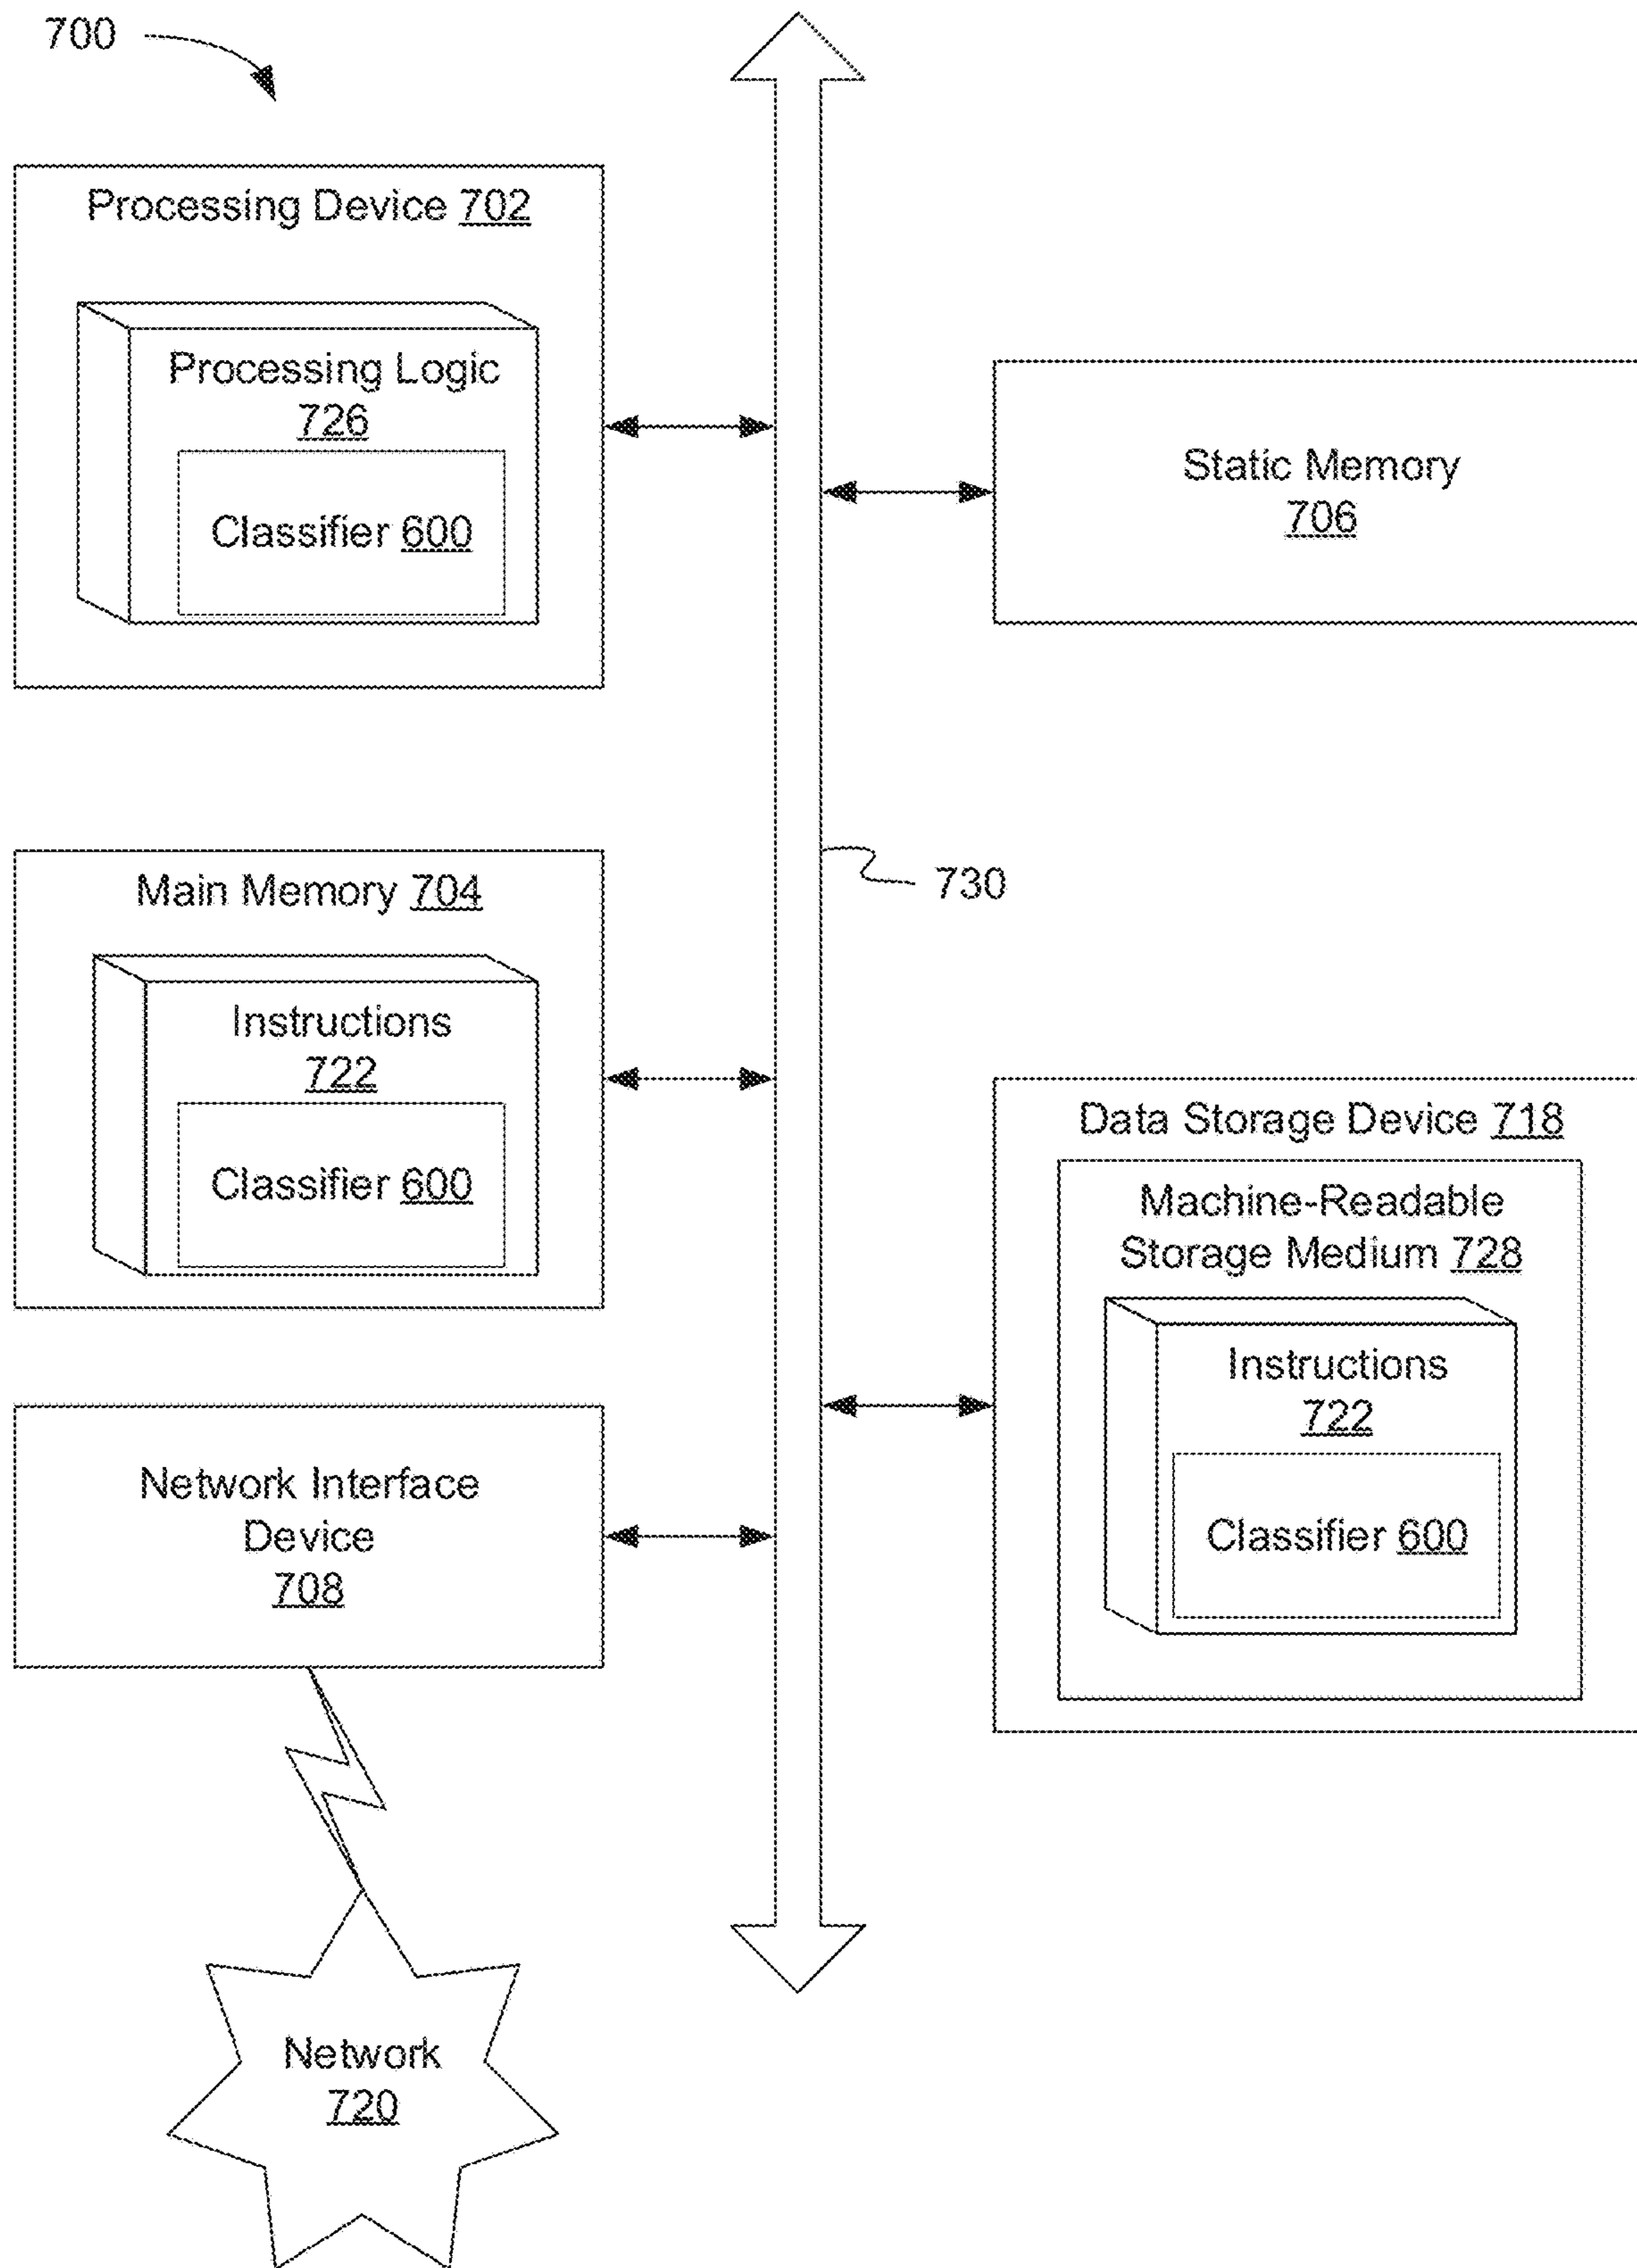 700
Processing Device 702
Processing Logic
726
Classifier 600
Static Memory
706
Main Memory 704
Instructions
722
Classifier 600
730
Data Storage Device 718
Machine-Readable
Storage Medium 728
Instructions
722
Classifier 600
Network Interface
Device
708
Network
720